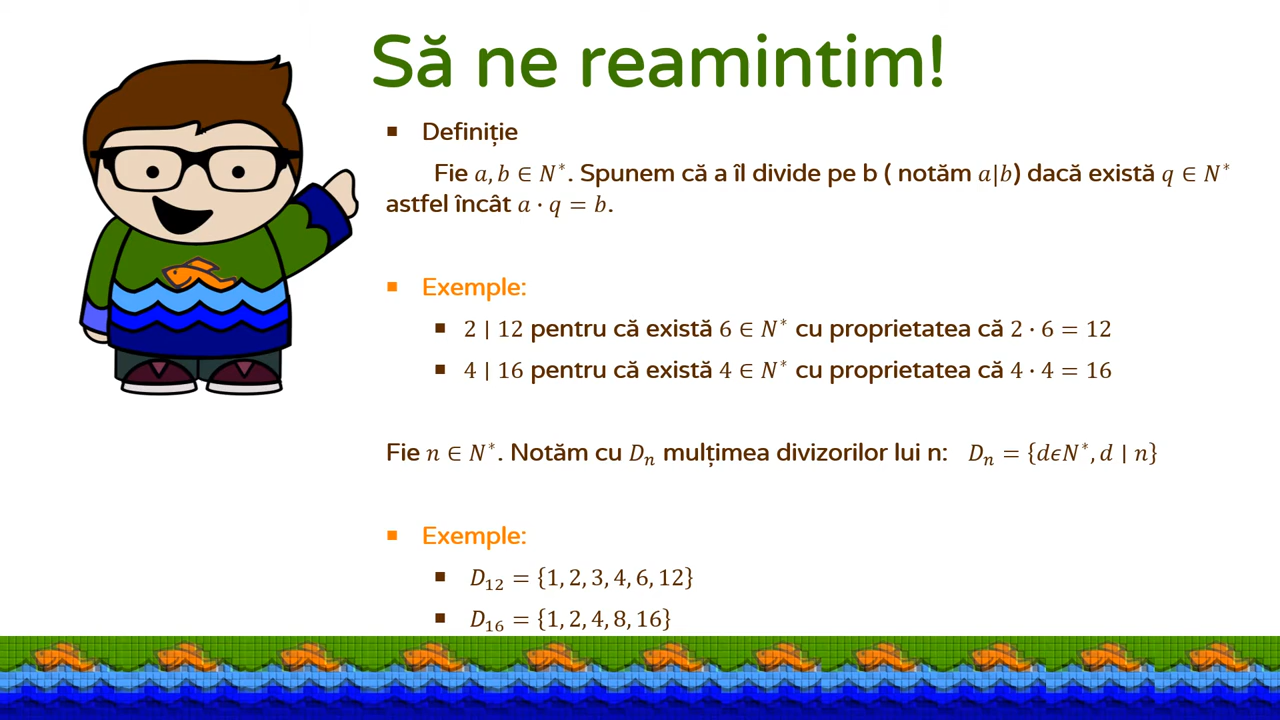 Să ne reamintim!
▪ Definiție
Fie a, b ∈ N*. Spunem că a îl divide pe b ( notăm a|b) dacă există q ∈ N*
astfel încât a · q = b.
▪ Exemple:
▪ 2 | 12 pentru că există 6 ∈ N* cu proprietatea că 2 · 6 = 12
▪ 4 | 16 pentru că există 4 ∈ N* cu proprietatea că 4 · 4 = 16
Fie n ∈ N*. Notăm cu Dₙ mulțimea divizorilor lui n: Dₙ = {dϵN*, d | n}
▪ Exemple:
▪ D₁₂ = {1, 2, 3, 4, 6, 12}
▪ D₁₆ = {1, 2, 4, 8, 16}